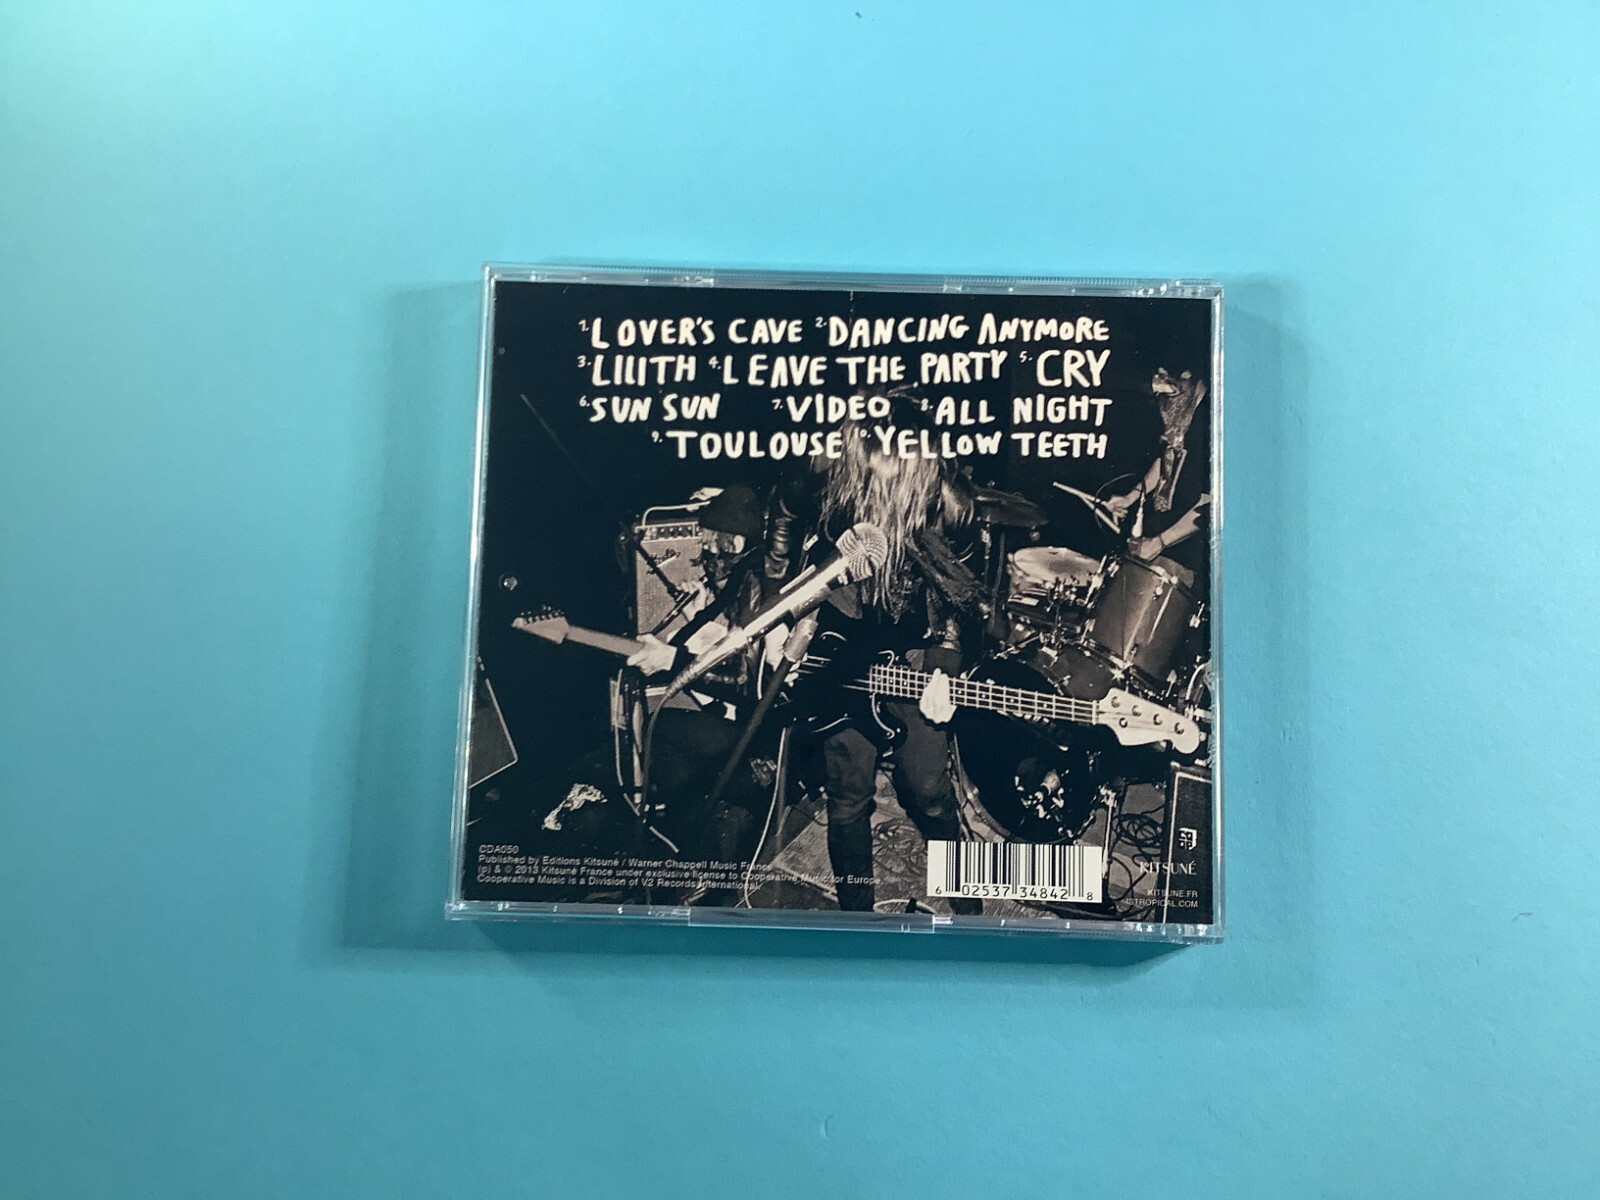 1. LOVER'S CAVE 2. DANCING ANYMORE
3. LILITH 4. LEAVE THE PARTY 5. CRY
6. SUN SUN 7. VIDEO 8. ALL NIGHT
9. TOULOUSE 10. YELLOW TEETH
CDA050
Published by Editions Kitsuné / Warner Chappell Music France
(p) & © 2013 Kitsuné France under exclusive license to Cooperative Music for Europe.
Cooperative Music is a Division of V2 Records International.
6 02537 34842 8
KITSUNÉ
KITSUNE.FR
ISTROPICAL.COM